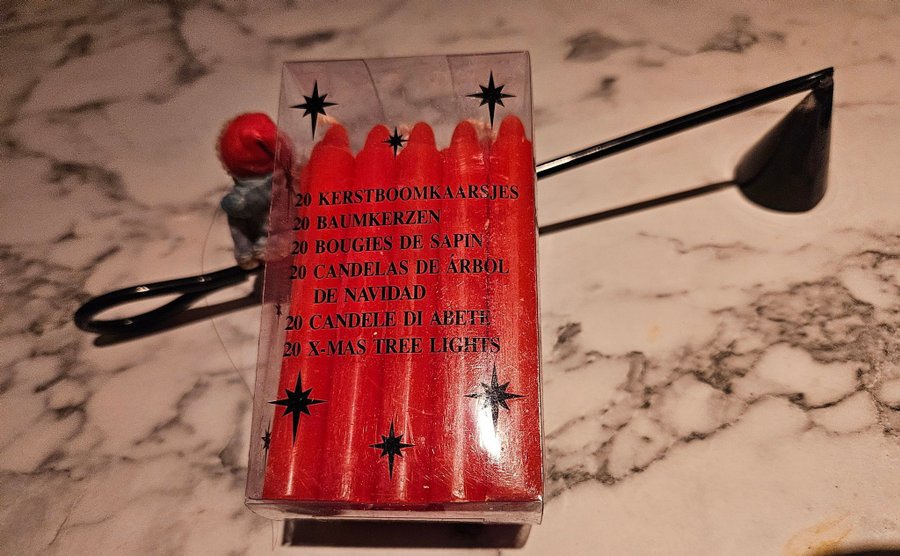 20 KERSTBOOMKAARSJES
20 BAUMKERZEN
20 BOUGIES DE SAPIN
20 CANDELAS DE ÁRBOL
DE NAVIDAD
20 CANDELE DI ABETE
20 X-MAS TREE LIGHTS